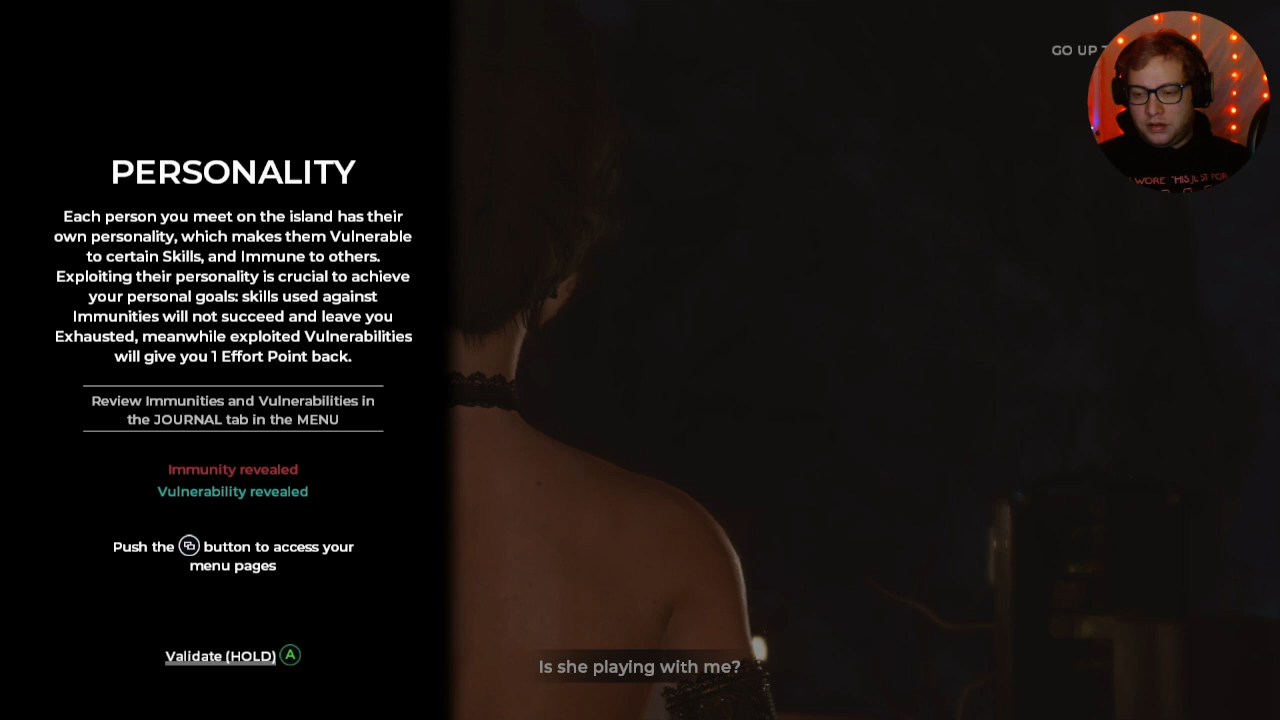 GO UP
PERSONALITY
Each person you meet on the island has their
own personality, which makes them Vulnerable
to certain Skills, and Immune to others.
Exploiting their personality is crucial to achieve
your personal goals: skills used against
Immunities will not succeed and leave you
Exhausted, meanwhile exploited Vulnerabilities
will give you 1 Effort Point back.
Review Immunities and Vulnerabilities in
the JOURNAL tab in the MENU
Immunity revealed
Vulnerability revealed
Push the button to access your
menu pages
Validate (HOLD) A
Is she playing with me?
WORE THIS JUST FOR